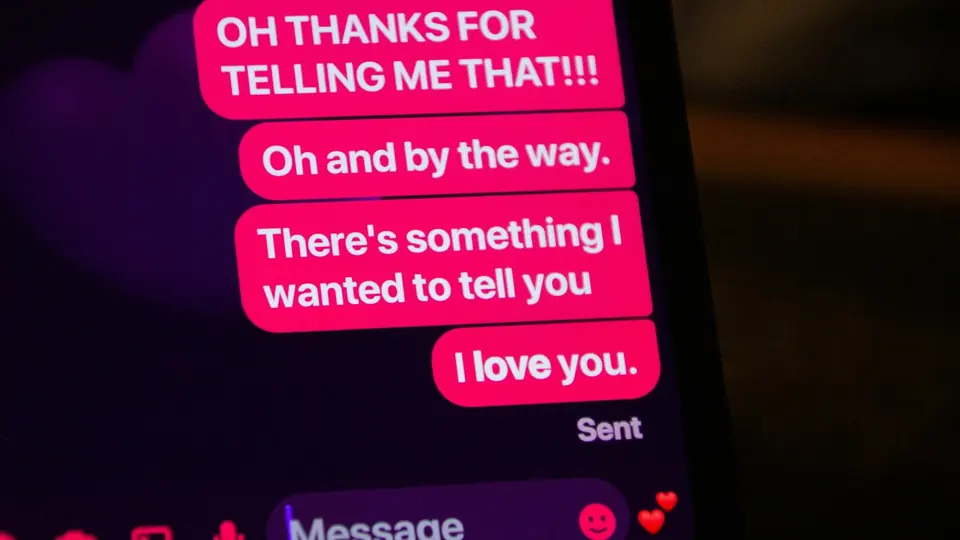 OH THANKS FOR
TELLING ME THAT!!!
Oh and by the way.
There's something I
wanted to tell you
I love you.
Sent
Message